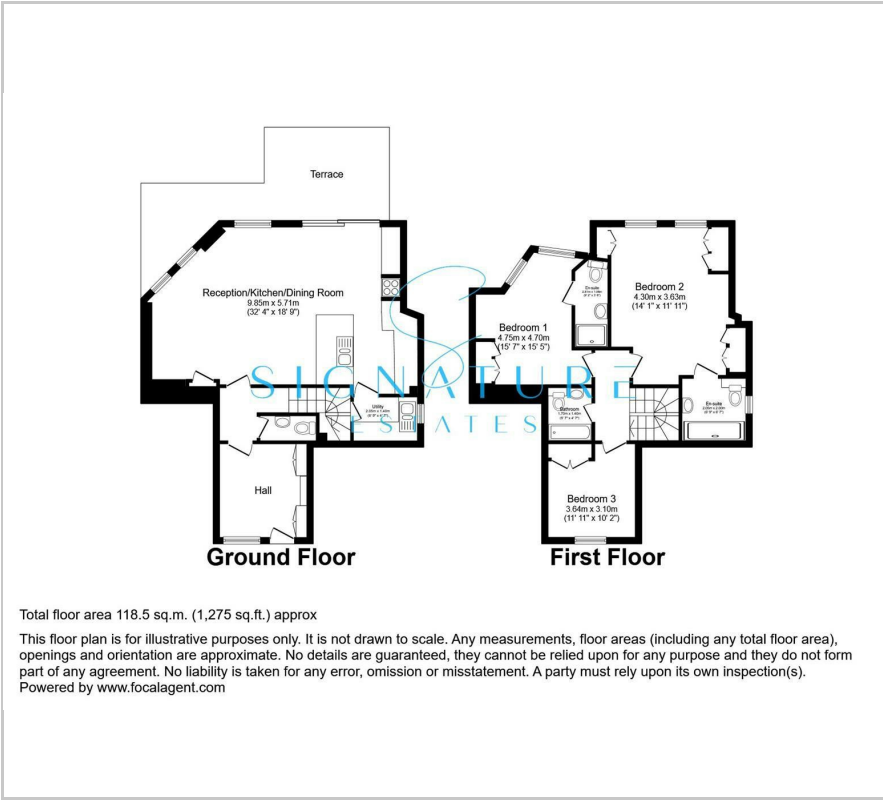 Terrace
Reception/Kitchen/Dining Room
9.85m x 5.71m
(32' 4" x 18' 9")
Utility
Hall
Ground Floor
Bedroom 1
4.75m x 4.70m
(15' 7" x 15' 5")
En-suite
Bedroom 2
4.30m x 3.63m
(14' 1" x 11' 11")
Bathroom
En-suite
Bedroom 3
3.64m x 3.10m
(11' 11" x 10' 2")
First Floor
SIGNATURE
ESTATES
Total floor area 118.5 sq.m. (1,275 sq.ft.) approx
This floor plan is for illustrative purposes only. It is not drawn to scale. Any measurements, floor areas (including any total floor area),
openings and orientation are approximate. No details are guaranteed, they cannot be relied upon for any purpose and they do not form
part of any agreement. No liability is taken for any error, omission or misstatement. A party must rely upon its own inspection(s).
Powered by www.focalagent.com